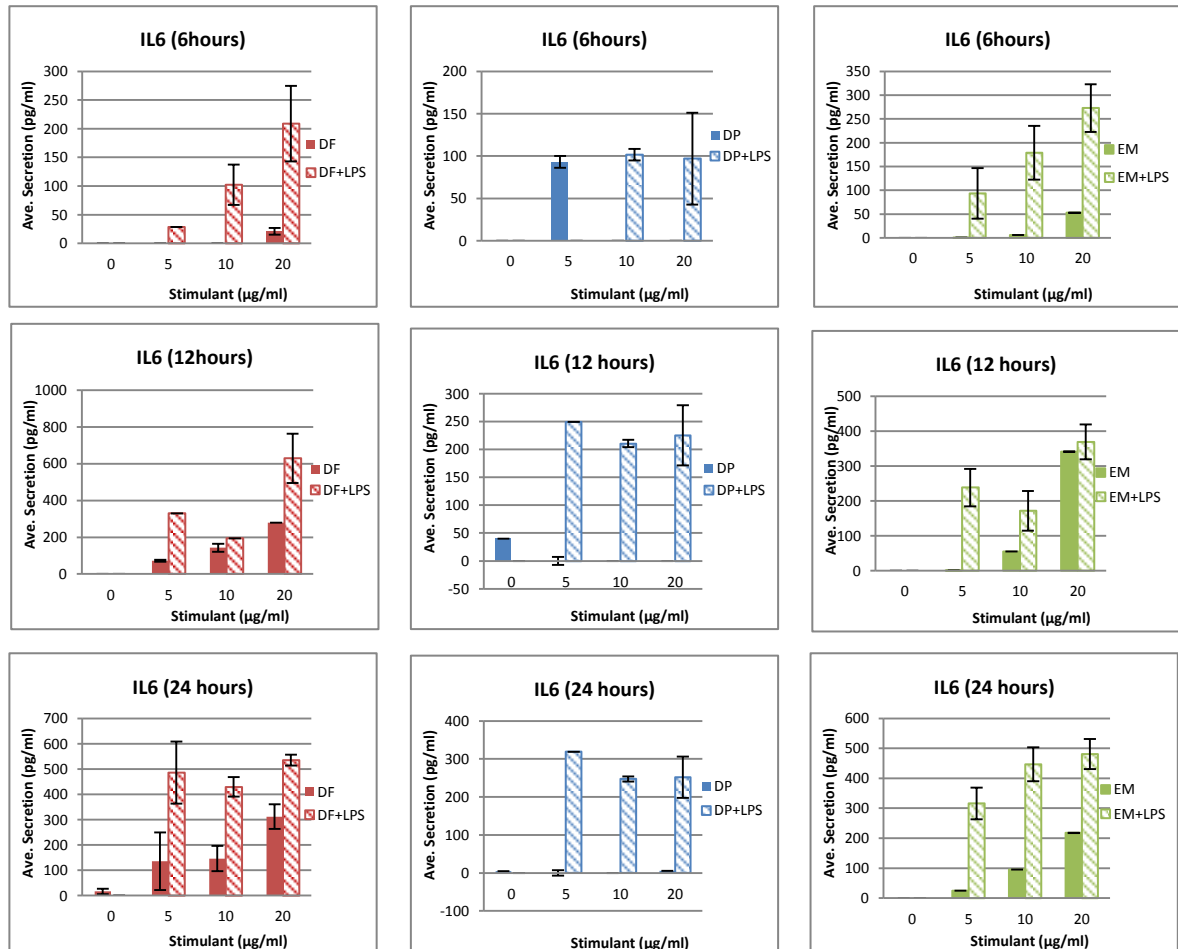 IL6 (6hours)
Ave. Secretion (pg/ml)
300
250
200
150
100
50
0
0 5 10 20
Stimulant (µg/ml)
DF
DF+LPS
IL6 (6hours)
Ave. Secretion (pg/ml)
200
150
100
50
0
0 5 10 20
Stimulant (µg/ml)
DP
DP+LPS
IL6 (6hours)
Ave. Secretion (pg/ml)
350
300
250
200
150
100
50
0
0 5 10 20
Stimulant (µg/ml)
EM
EM+LPS
IL6 (12hours)
Ave. Secretion (pg/ml)
1000
800
600
400
200
0
0 5 10 20
Stimulant (µg/ml)
DF
DF+LPS
IL6 (12 hours)
Ave. Secretion (pg/ml)
300
250
200
150
100
50
0
-50
0 5 10 20
Stimulant (µg/ml)
DP
DP+LPS
IL6 (12 hours)
Ave. Secretion (pg/ml)
500
400
300
200
100
0
0 5 10 20
Stimulant (µg/ml)
EM
EM+LPS
IL6 (24 hours)
Ave. Secretion (pg/ml)
700
600
500
400
300
200
100
0
0 5 10 20
Stimulant (µg/ml)
DF
DF+LPS
IL6 (24 hours)
Ave. Secretion (pg/ml)
400
300
200
100
0
-100
0 5 10 20
Stimulant (µg/ml)
DP
DP+LPS
IL6 (24 hours)
Ave. Secretion (pg/ml)
600
500
400
300
200
100
0
0 5 10 20
Stimulant (µg/ml)
EM
EM+LPS